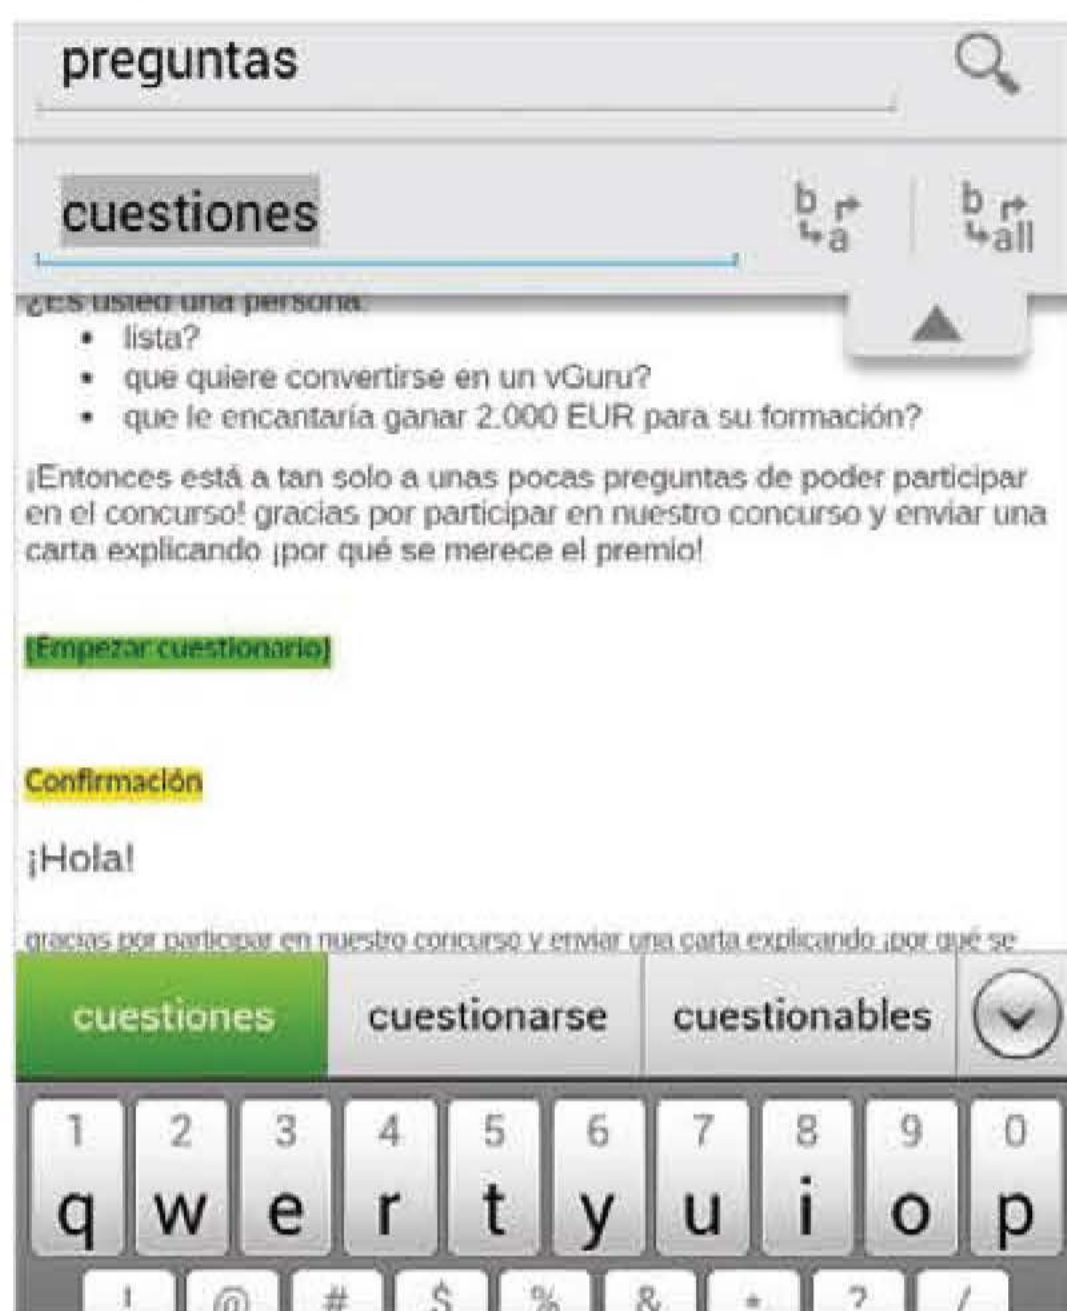 preguntas
cuestiones
b
a
b
all
¿Es usted una persona:
• lista?
• que quiere convertirse en un vGuru?
• que le encantaría ganar 2.000 EUR para su formación?
¡Entonces está a tan solo a unas pocas preguntas de poder participar
en el concurso! gracias por participar en nuestro concurso y enviar una
carta explicando ¡por qué se merece el premio!
[Empezar cuestionario]
Confirmación
¡Hola!
gracias por participar en nuestro concurso y enviar una carta explicando ¡por qué se
cuestiones cuestionarse cuestionables
1 2 3 4 5 6 7 8 9 0
q w e r t y u i o p
! @ # $ % & * ? /